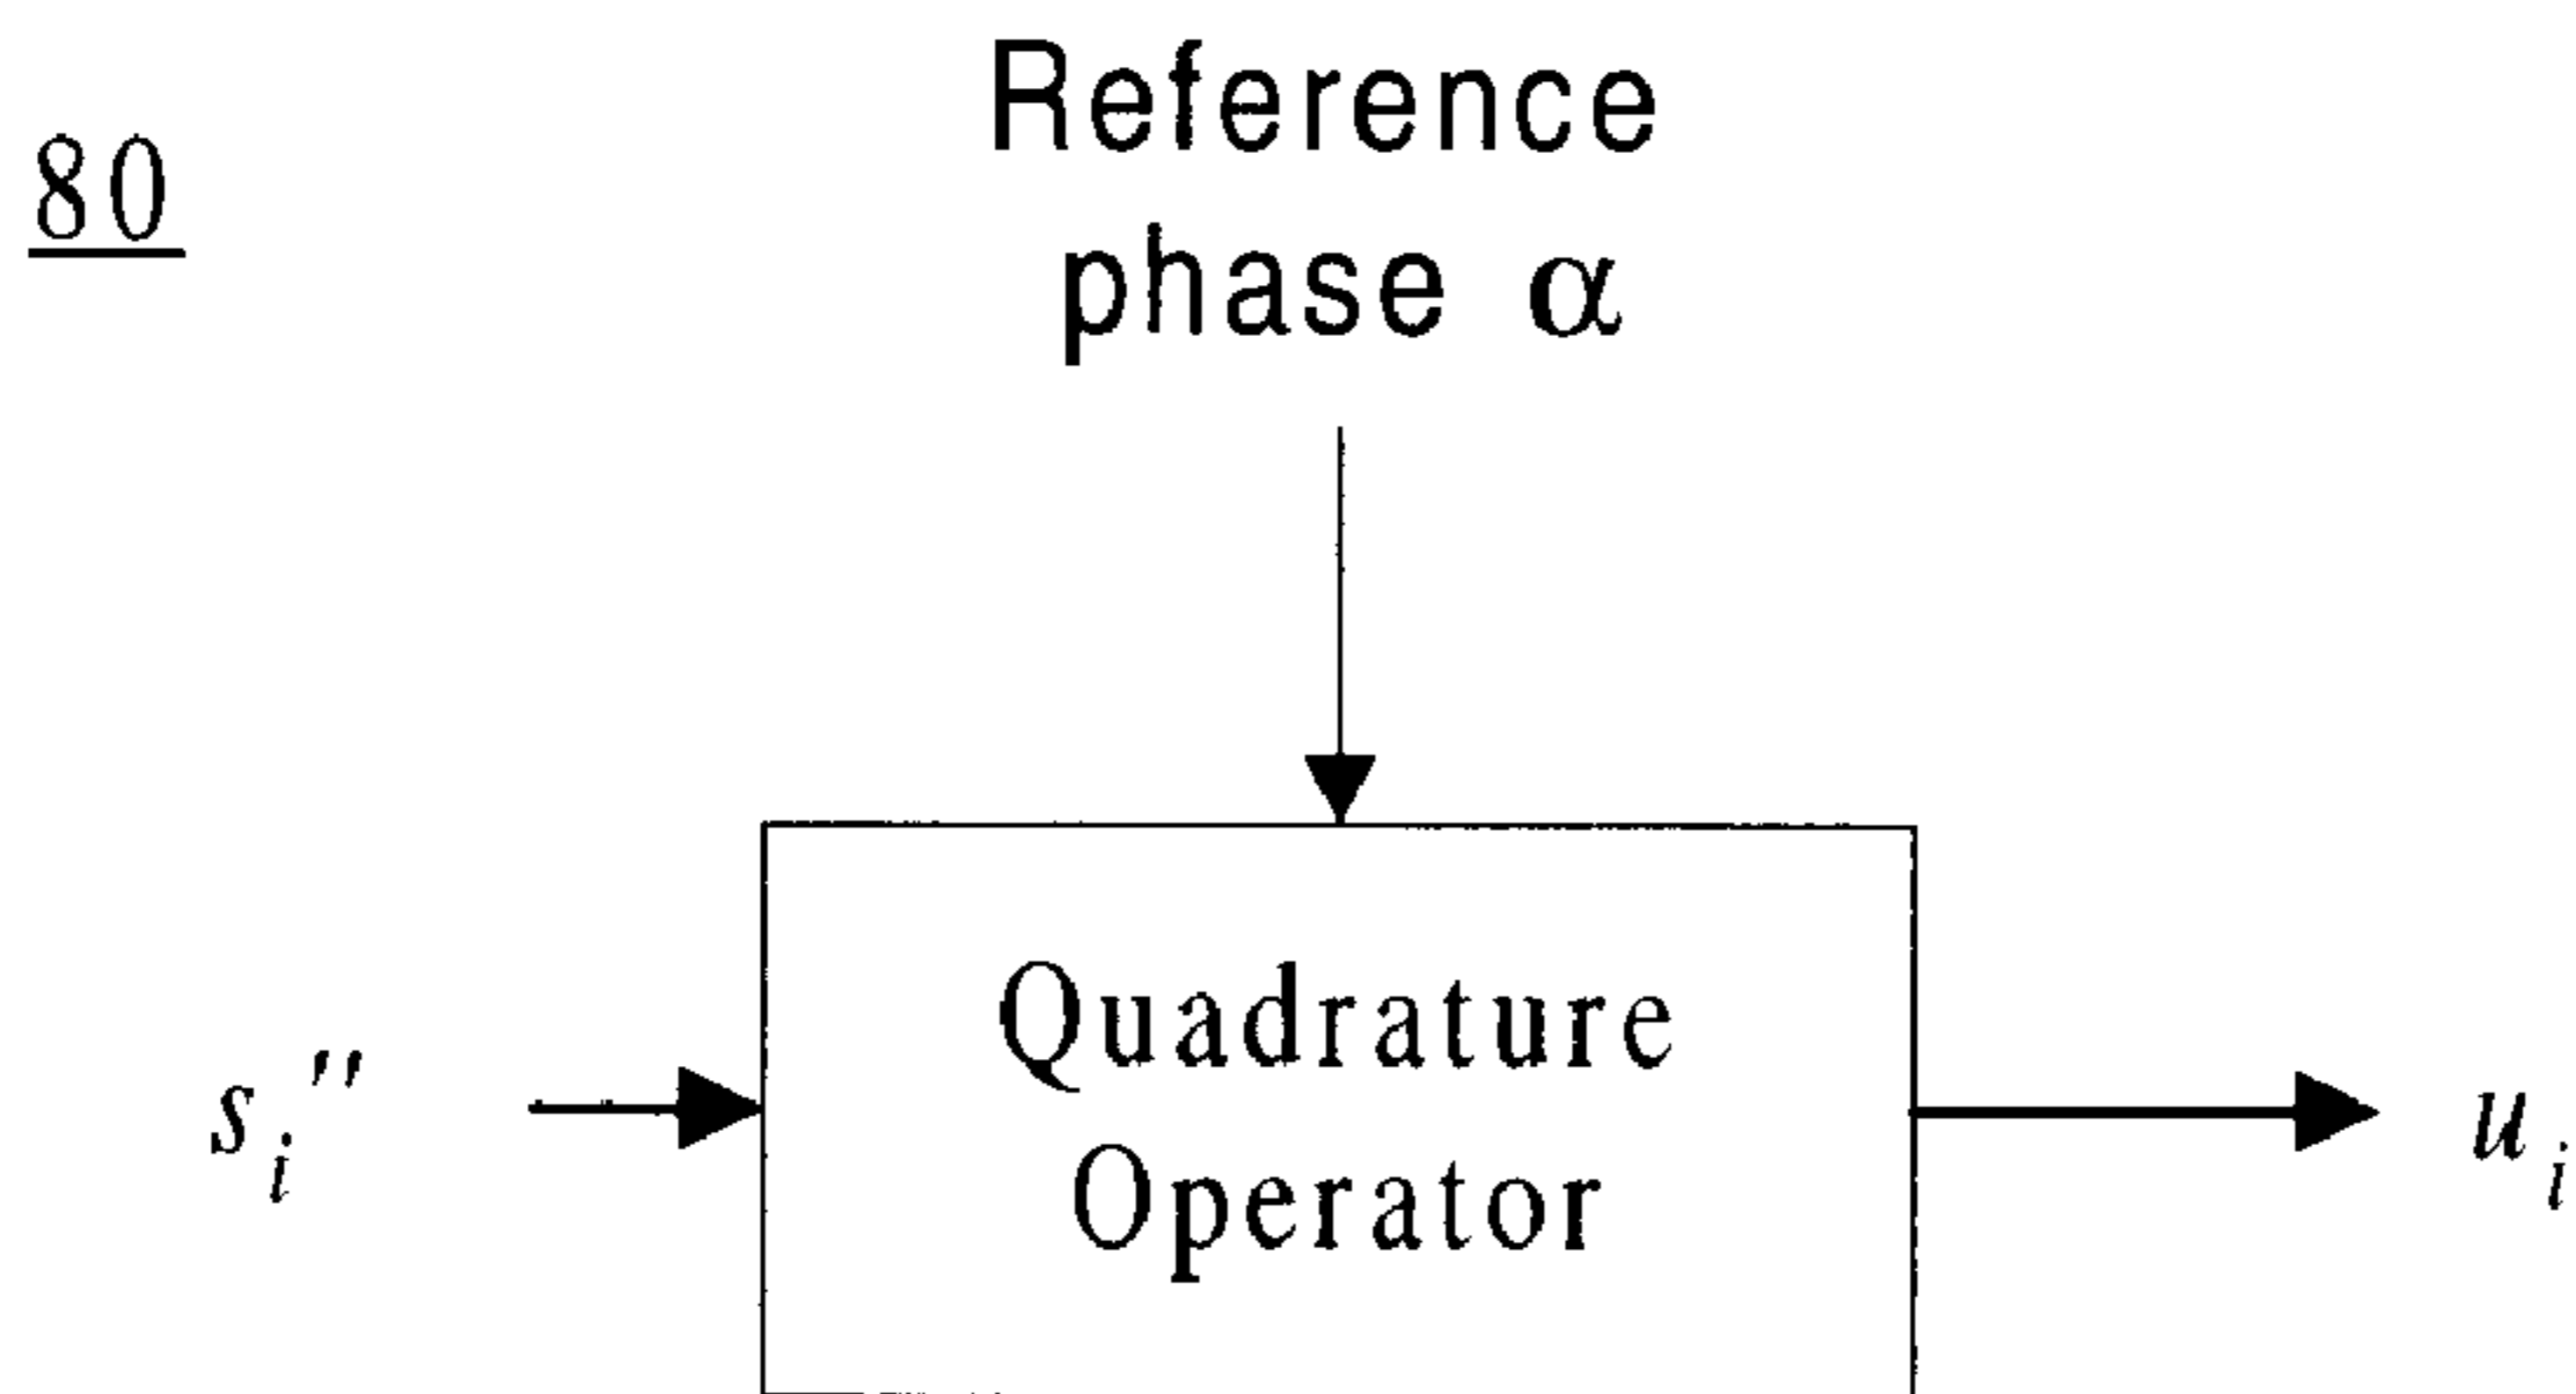 80
Reference
phase α
Quadrature
Operator
s_i''
u_i